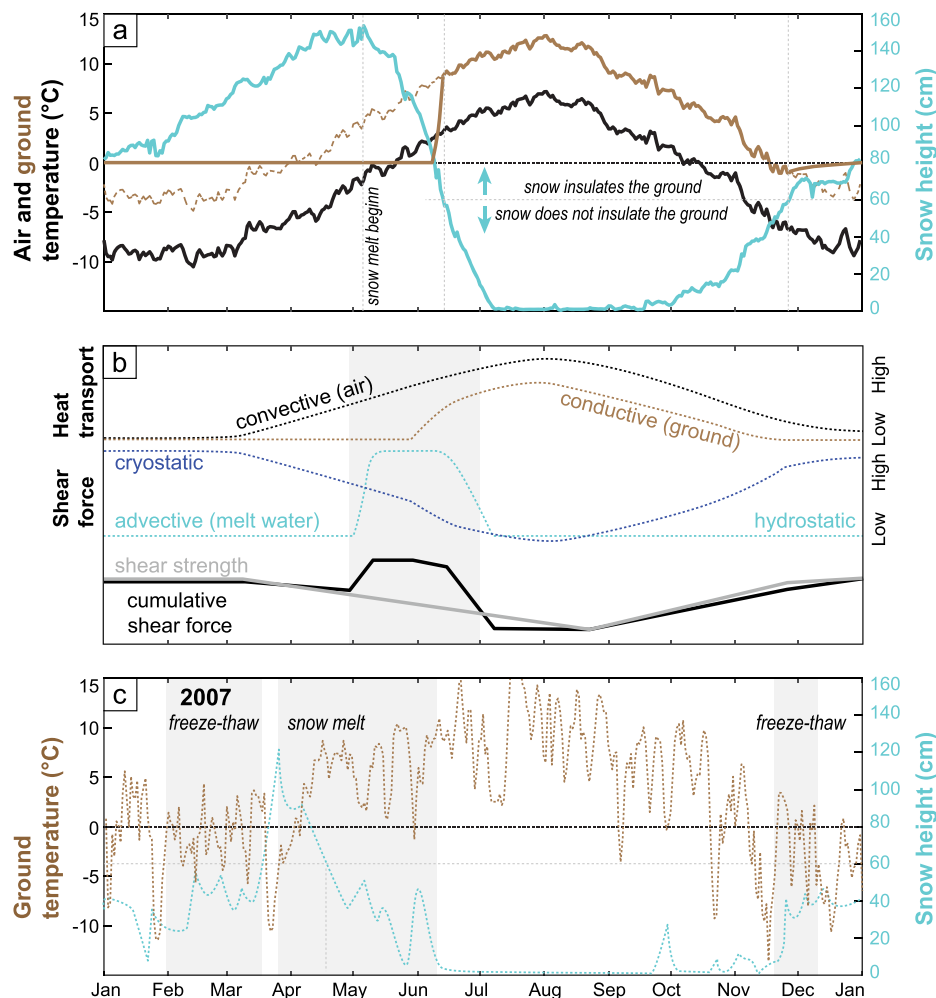 a
Air and ground
temperature (°C)
15
10
5
0
-5
-10
snow melt beginn
snow insulates the ground
snow does not insulate the ground
160
140
120
100
80
60
40
20
0
Snow height (cm)
b
Heat
transport
Shear
force
convective (air)
conductive (ground)
cryostatic
advective (melt water)
hydrostatic
shear strength
cumulative
shear force
High
Low
High
Low
c
2007
freeze-thaw
snow melt
freeze-thaw
Ground
temperature (°C)
15
10
5
0
-5
-10
160
140
120
100
80
60
40
20
0
Snow height (cm)
Jan Feb Mar Apr May Jun Jul Aug Sep Oct Nov Dec Jan